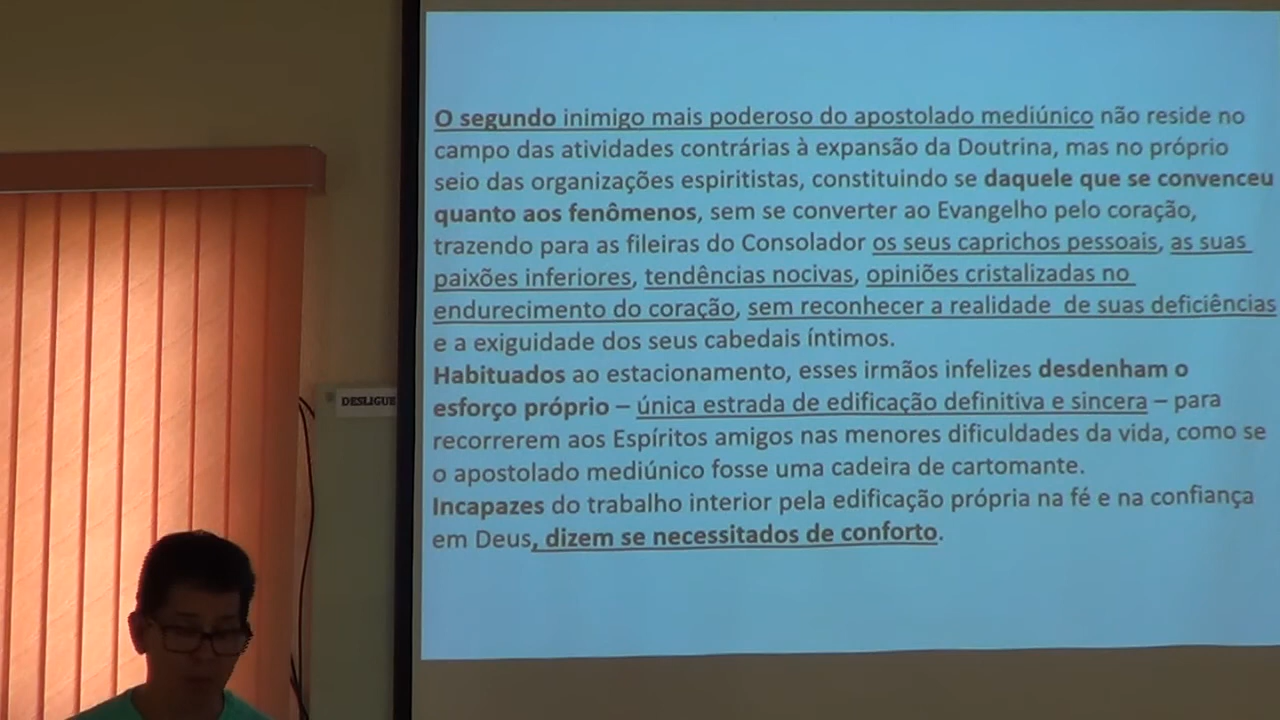 O segundo inimigo mais poderoso do apostolado mediúnico não reside no
campo das atividades contrárias à expansão da Doutrina, mas no próprio
seio das organizações espiritistas, constituindo se daquele que se convenceu
quanto aos fenômenos, sem se converter ao Evangelho pelo coração,
trazendo para as fileiras do Consolador os seus caprichos pessoais, as suas
paixões inferiores, tendências nocivas, opiniões cristalizadas no
endurecimento do coração, sem reconhecer a realidade de suas deficiências
e a exiguidade dos seus cabedais íntimos.
Habituados ao estacionamento, esses irmãos infelizes desdenham o
esforço próprio – única estrada de edificação definitiva e sincera – para
recorrerem aos Espíritos amigos nas menores dificuldades da vida, como se
o apostolado mediúnico fosse uma cadeira de cartomante.
Incapazes do trabalho interior pela edificação própria na fé e na confiança
em Deus, dizem se necessitados de conforto.
DESLIGUE